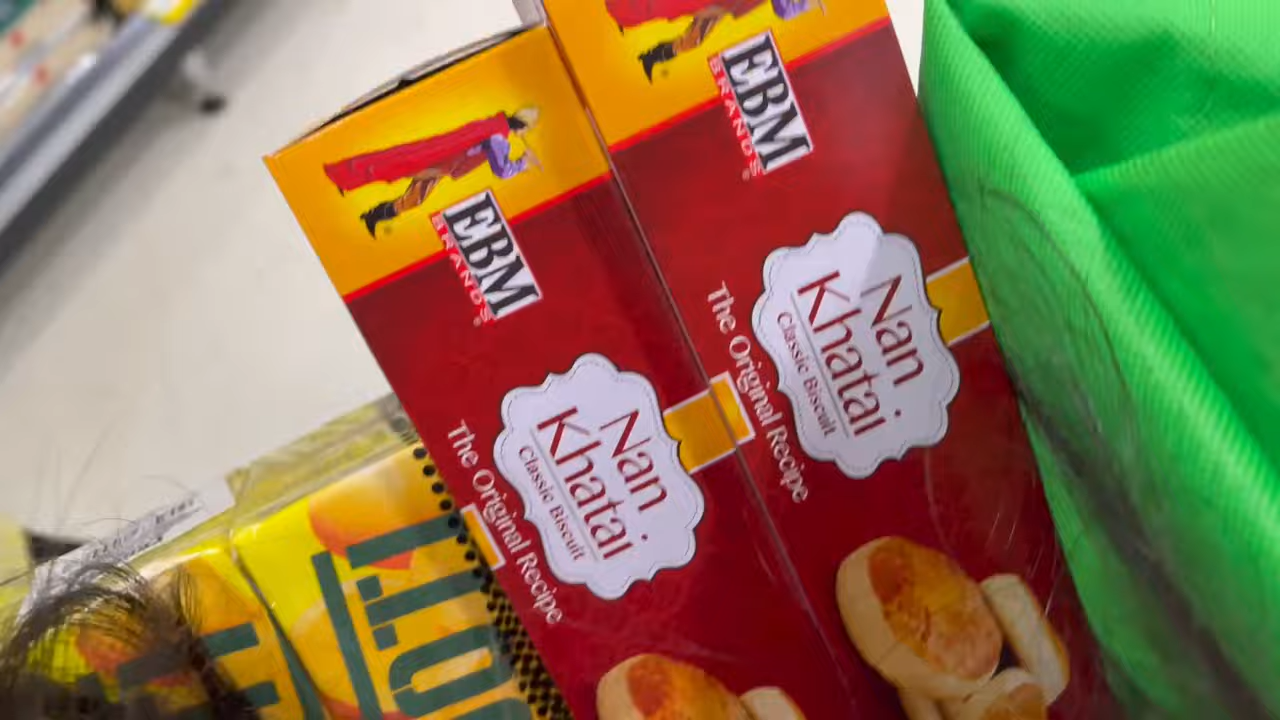 EBM
BRANDS
Nan
Khatai
Classic Biscuit
The Original Recipe
EBM
BRANDS
Nan
Khatai
Classic Biscuit
The Original Recipe